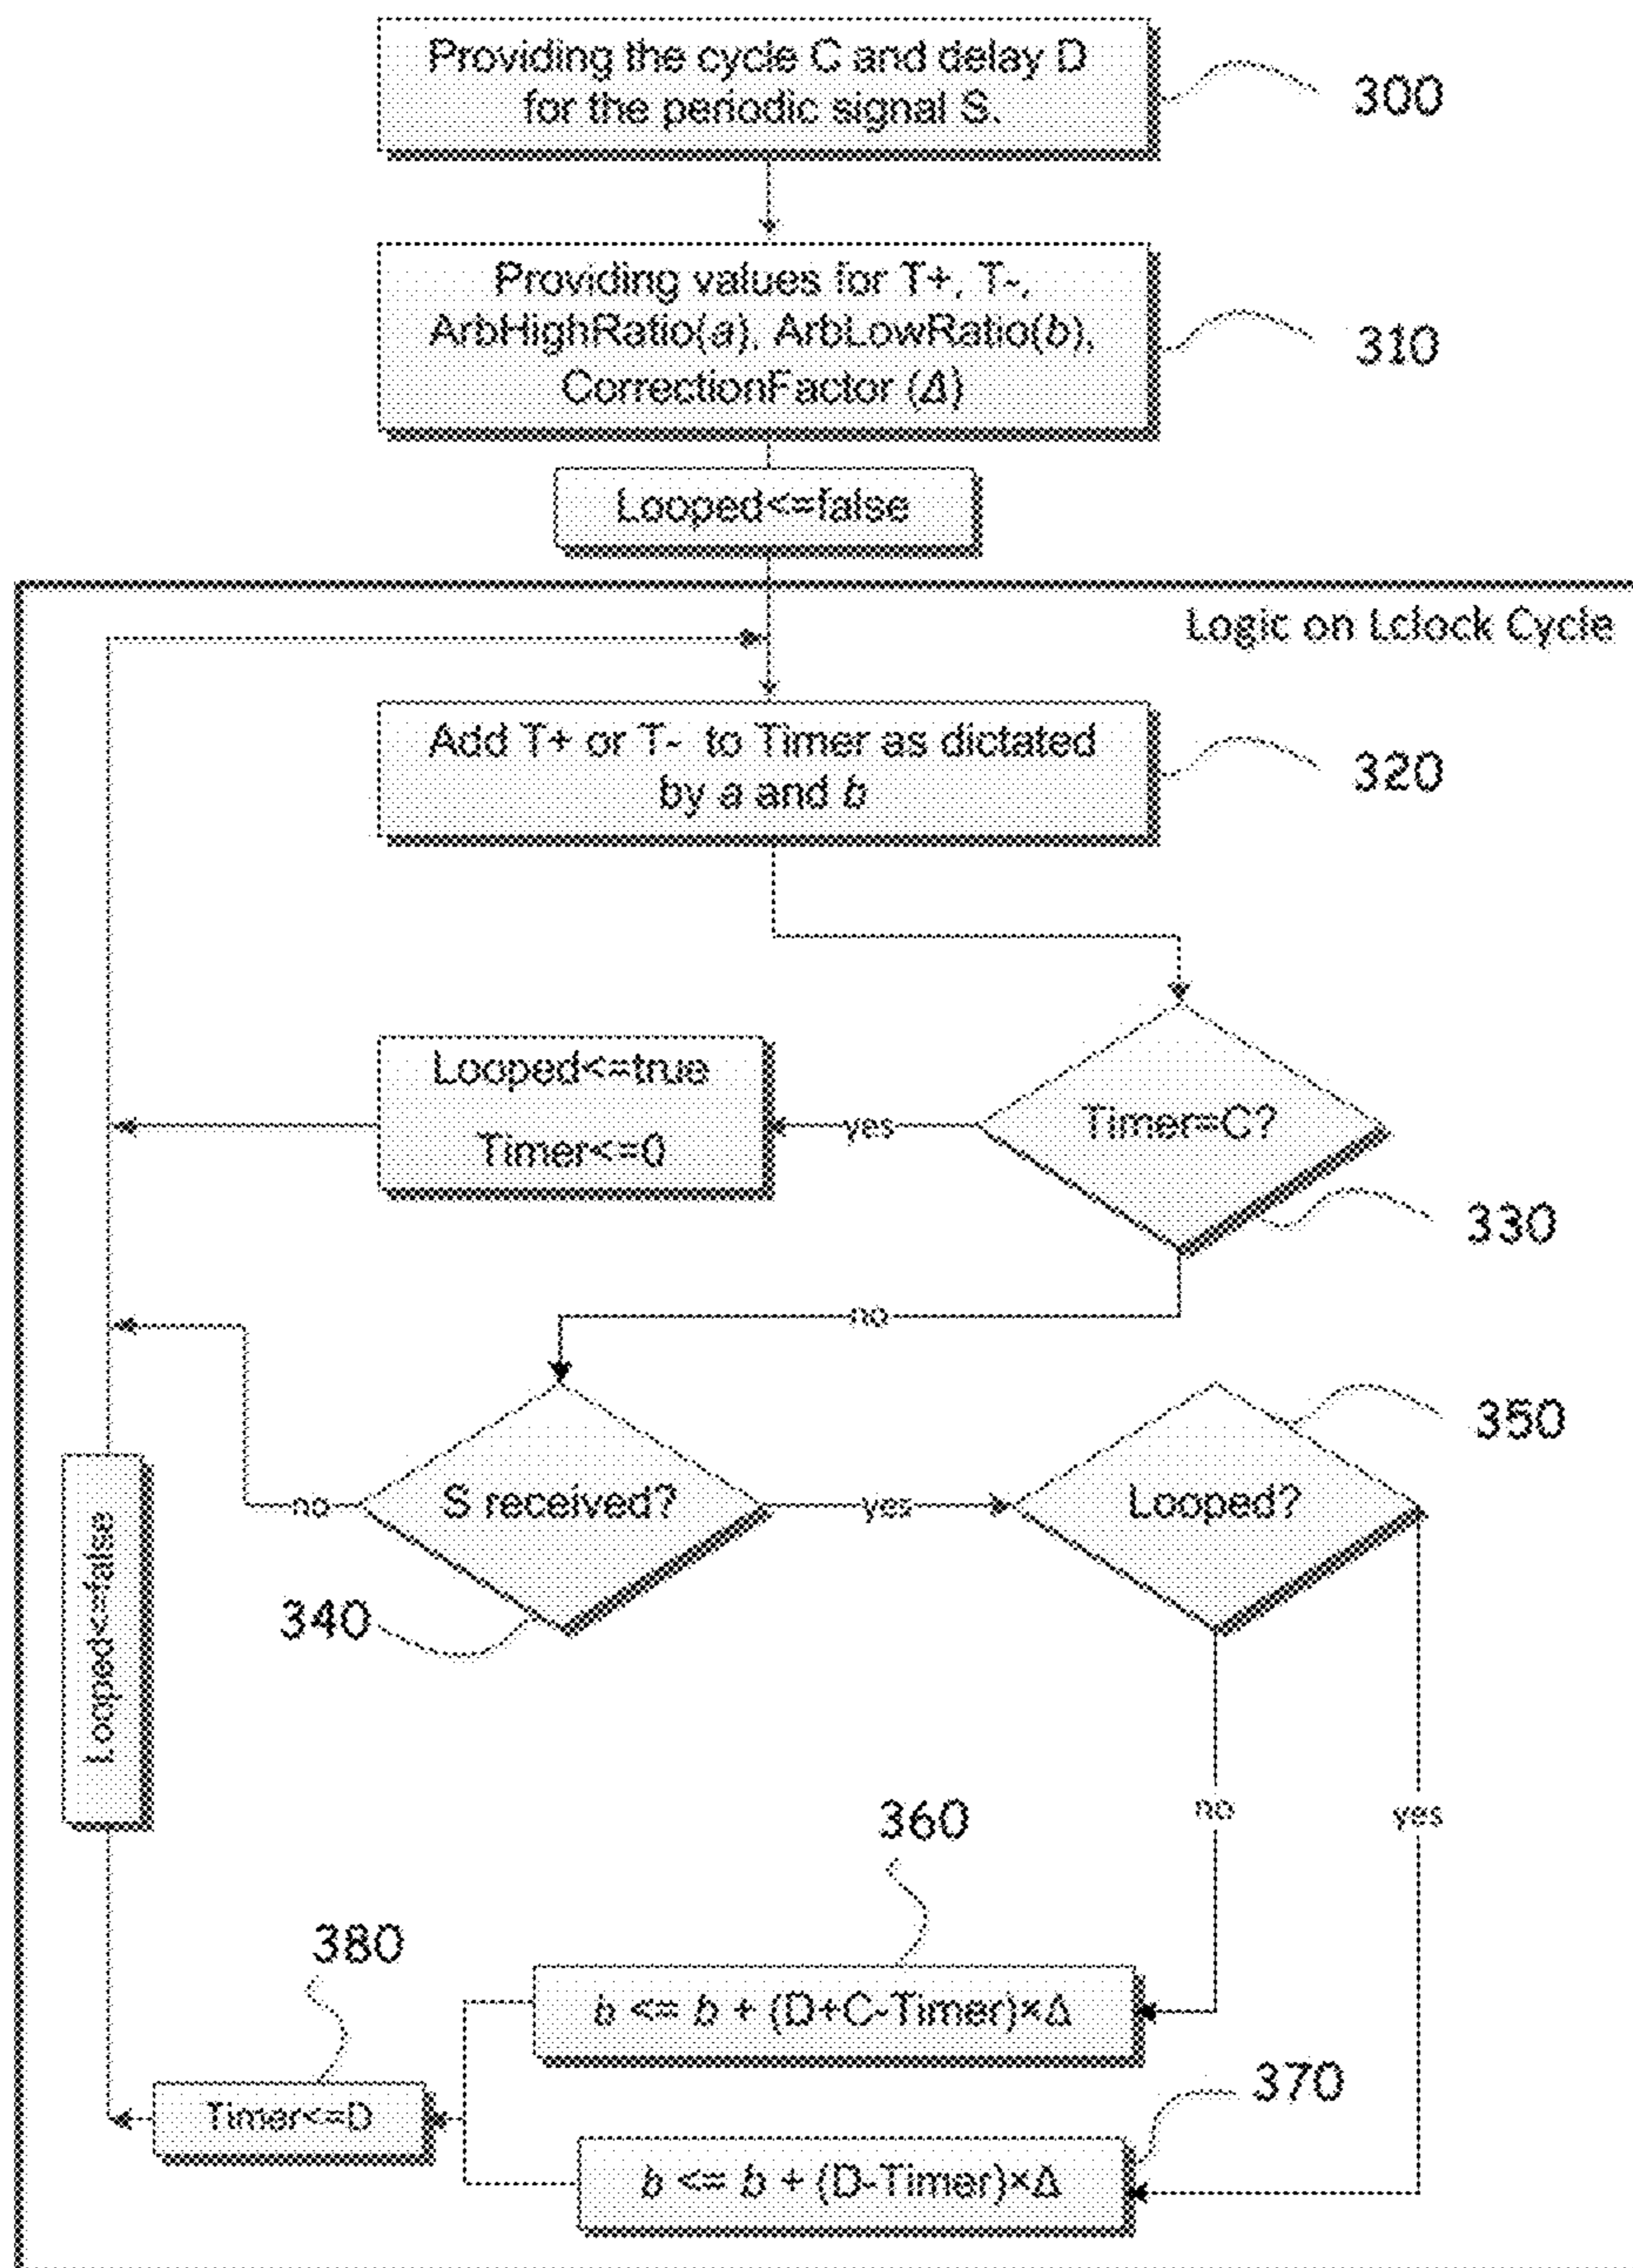 Providing the cycle C and delay D
for the periodic signal S.
300
Providing values for T+, T-,
ArbHighRatio(a), ArbLowRatio(b),
CorrectionFactor (Δ)
310
Looped<=false
Logic on Lclock Cycle
Add T+ or T- to Timer as dictated
by a and b
320
Looped<=true
Timer<=0
yes
Timer=C?
330
no
350
no
S received?
yes
Looped?
340
Looped<=false
360
no
yes
380
b <= b + (D+C-Timer)×Δ
370
Timer<=D
b <= b + (D-Timer)×Δ